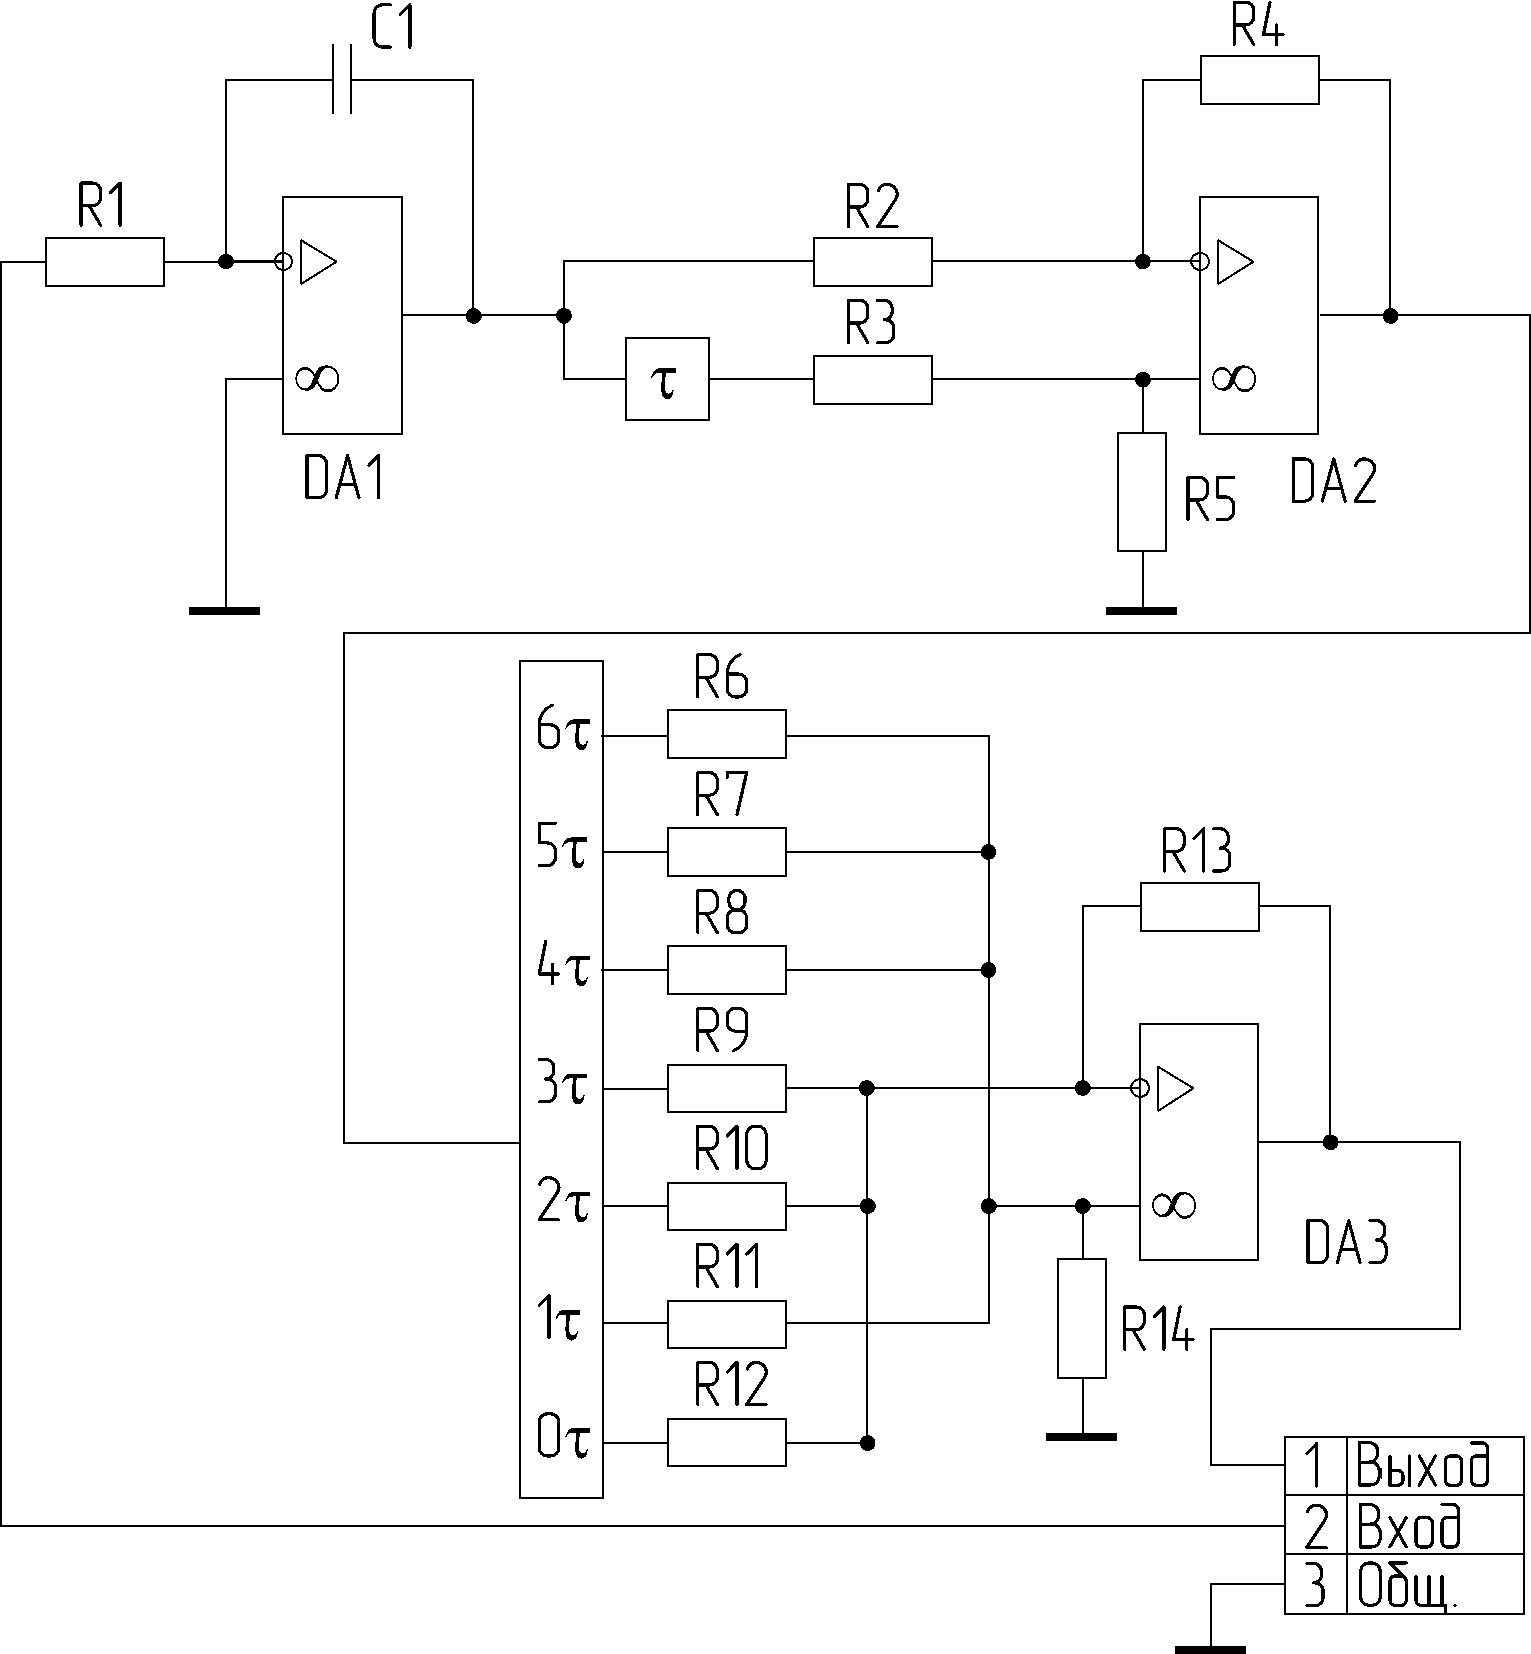 C1
R4
R1
R2
R3
τ
∞
∞
DA1
R5
DA2
R6
6τ
R7
5τ
R13
R8
4τ
R9
3τ
R10
2τ
∞
R11
DA3
1τ
R14
R12
0τ
1 Выход
2 Вход
3 Общ.